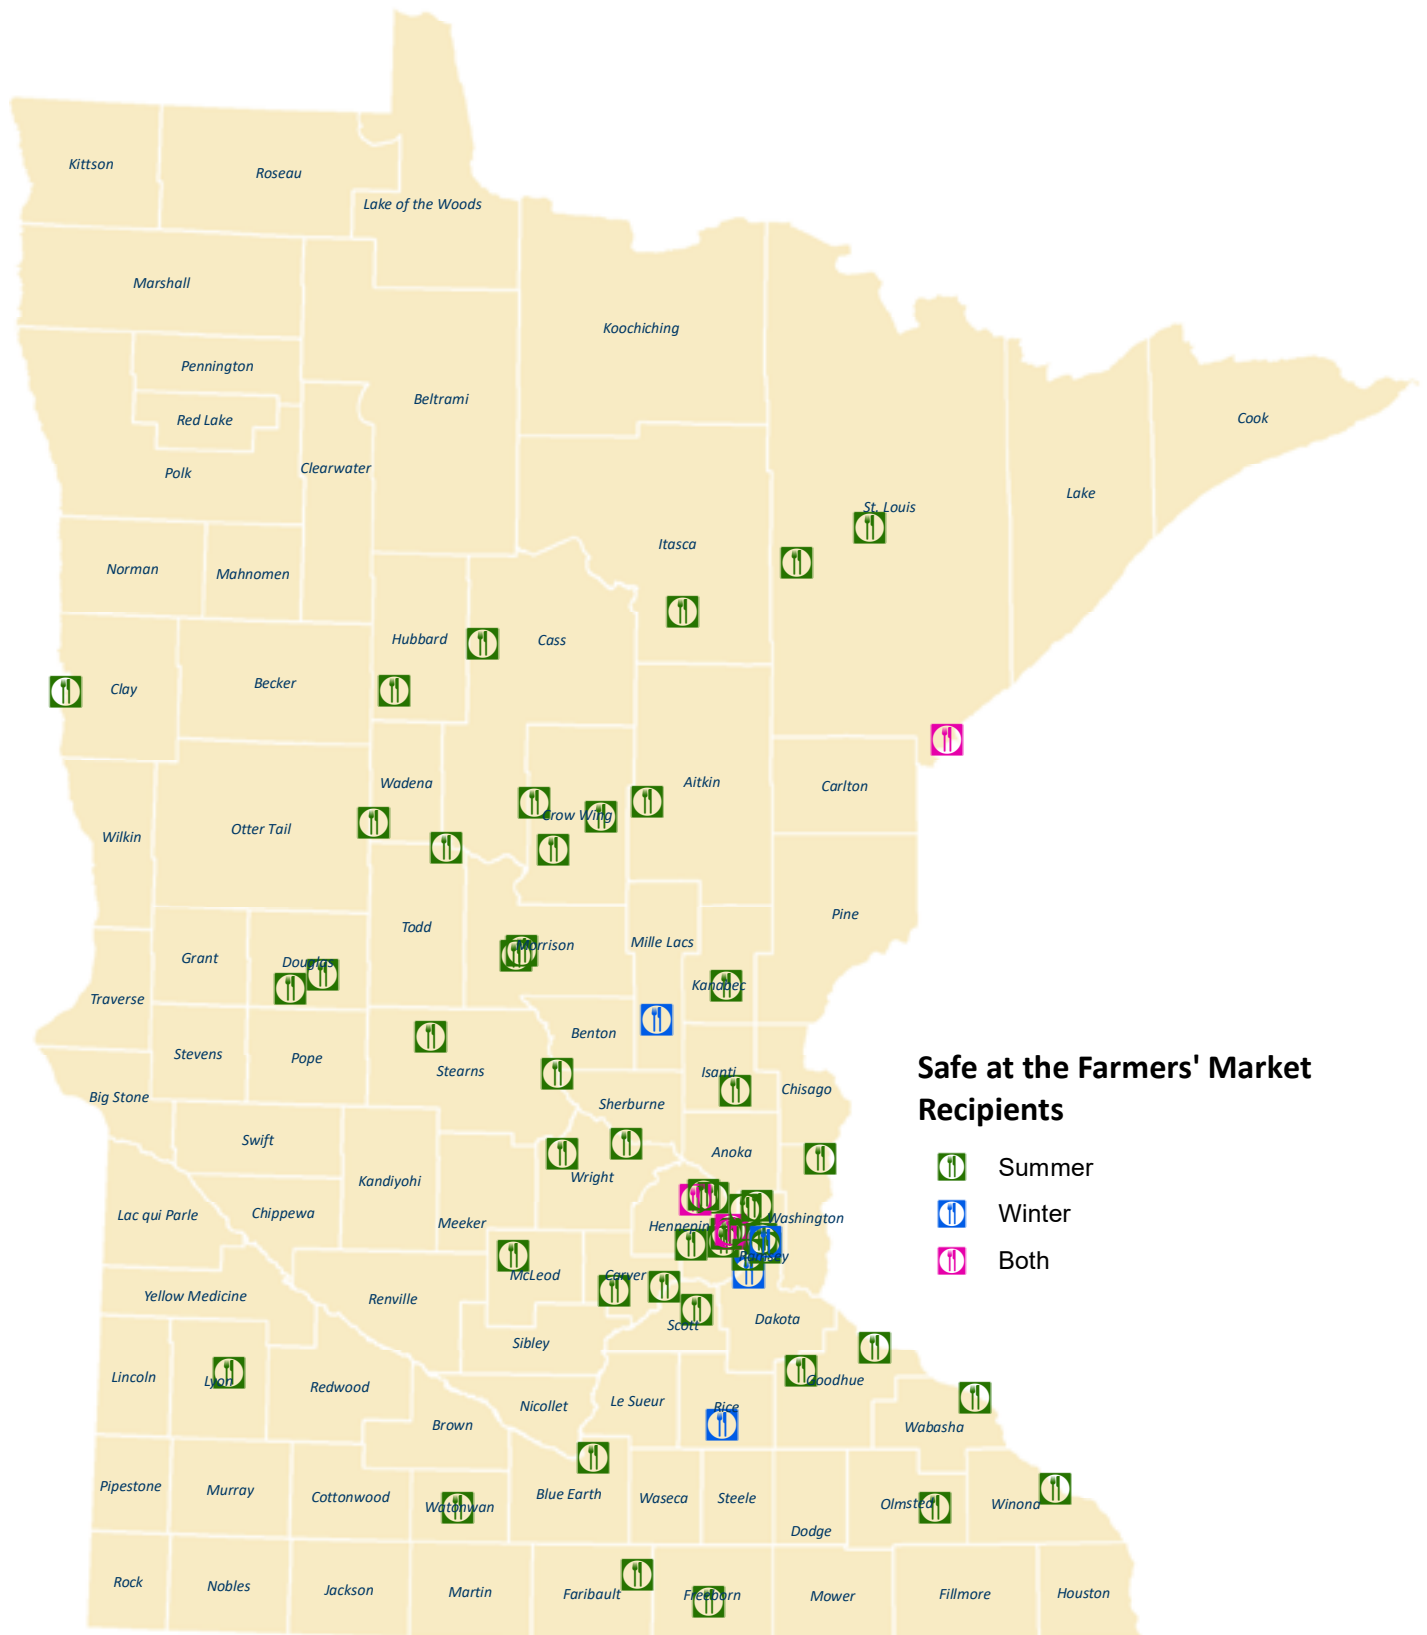 Kittson
Roseau
Lake of the Woods
Marshall
Koochiching
Pennington
Beltrami
Red Lake
Cook
Clearwater
Polk
Lake
St. Louis
Itasca
Norman
Mahnomen
Hubbard
Cass
Becker
Clay
Wadena
Aitkin
Carlton
Crow Wing
Otter Tail
Wilkin
Pine
Todd
Mille Lacs
Morrison
Grant
Douglas
Kanabec
Traverse
Benton
Stevens
Pope
Safe at the Farmers' Market
Recipients
Stearns
Isanti
Chisago
Big Stone
Sherburne
Swift
Anoka
Summer
Wright
Kandiyohi
Lac qui Parle
Chippewa
Winter
Meeker
Hennepin
Washington
Ramsey
Both
McLeod
Carver
Yellow Medicine
Renville
Dakota
Scott
Sibley
Lincoln
Lyon
Redwood
Goodhue
Le Sueur
Nicollet
Rice
Brown
Wabasha
Pipestone
Murray
Cottonwood
Blue Earth
Waseca
Steele
Watonwan
Olmsted
Winona
Dodge
Rock
Nobles
Jackson
Martin
Faribault
Freeborn
Mower
Fillmore
Houston